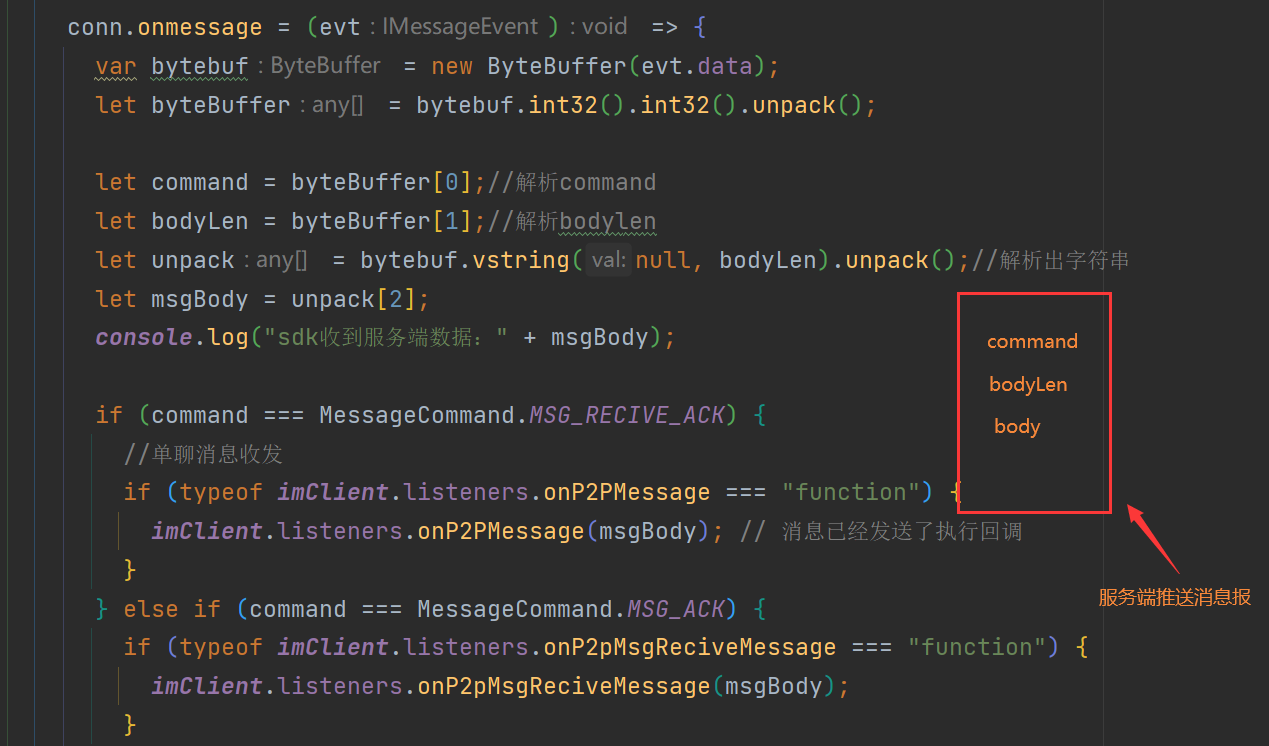 conn.onmessage = (evt : IMessageEvent ) : void => {
var bytebuf : ByteBuffer = new ByteBuffer(evt.data);
let byteBuffer : any[] = bytebuf.int32().int32().unpack();
let command = byteBuffer[0];//解析command
let bodyLen = byteBuffer[1];//解析bodylen
let unpack : any[] = bytebuf.vstring( val: null, bodyLen).unpack();//解析出字符串
let msgBody = unpack[2];
console.log("sdk收到服务端数据：" + msgBody);
command
bodyLen
body
if (command === MessageCommand.MSG_RECIVE_ACK) {
//单聊消息收发
if (typeof imClient.listeners.onP2PMessage === "function") {
imClient.listeners.onP2PMessage(msgBody); // 消息已经发送了执行回调
}
服务端推送消息报
} else if (command === MessageCommand.MSG_ACK) {
if (typeof imClient.listeners.onP2pMsgReciveMessage === "function") {
imClient.listeners.onP2pMsgReciveMessage(msgBody);
}